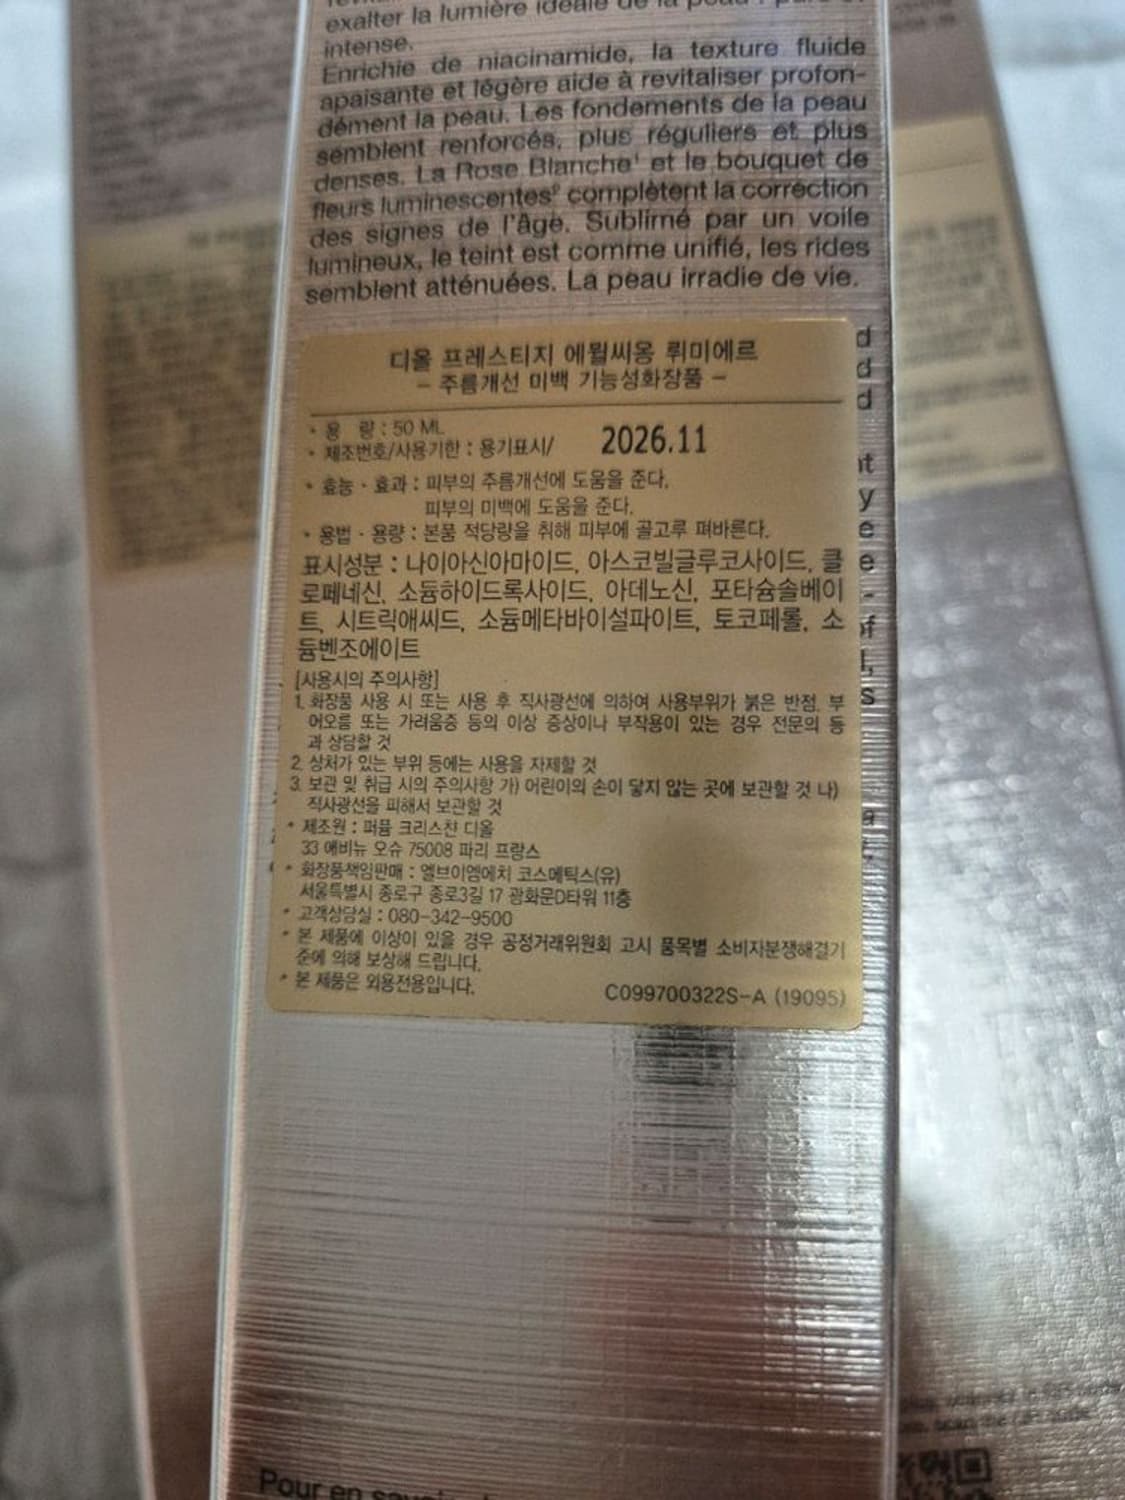 exalter la lumière idéale de la peau : pure et
intense.
Enrichie de niacinamide, la texture fluide
apaisante et légère aide à revitaliser profon-
dément la peau. Les fondements de la peau
semblent renforcés, plus réguliers et plus
denses. La Rose Blanche¹ et le bouquet de
fleurs luminescentes² complètent la correction
des signes de l'âge. Sublimé par un voile
lumineux, le teint est comme unifié, les rides
semblent atténuées. La peau irradie de vie.
디올 프레스티지 에뮐씨옹 뤼미에르
- 주름개선 미백 기능성화장품 -
• 용 량 : 50 ML
• 제조번호/사용기한 : 용기표시/ 2026.11
• 효능 · 효과 : 피부의 주름개선에 도움을 준다.
피부의 미백에 도움을 준다.
• 용법 · 용량 : 본품 적당량을 취해 피부에 골고루 펴바른다.
표시성분 : 나이아신아마이드, 아스코빌글루코사이드, 클
로페네신, 소듐하이드록사이드, 아데노신, 포타슘솔베이
트, 시트릭애씨드, 소듐메타바이설파이트, 토코페롤, 소
듐벤조에이트
[사용시의 주의사항]
1. 화장품 사용 시 또는 사용 후 직사광선에 의하여 사용부위가 붉은 반점, 부
어오름 또는 가려움증 등의 이상 증상이나 부작용이 있는 경우 전문의 등
과 상담할 것
2. 상처가 있는 부위 등에는 사용을 자제할 것
3. 보관 및 취급 시의 주의사항 가) 어린이의 손이 닿지 않는 곳에 보관할 것 나)
직사광선을 피해서 보관할 것
• 제조원 : 퍼퓸 크리스챤 디올
33 애비뉴 오슈 75008 파리 프랑스
• 화장품책임판매 : 엘브이엠에치 코스메틱스(유)
서울특별시 종로구 종로3길 17 광화문D타워 11층
• 고객상담실 : 080-342-9500
• 본 제품에 이상이 있을 경우 공정거래위원회 고시 품목별 소비자분쟁해결기
준에 의해 보상해 드립니다.
• 본 제품은 외용전용입니다.
C099700322S-A (19095)
Pour en